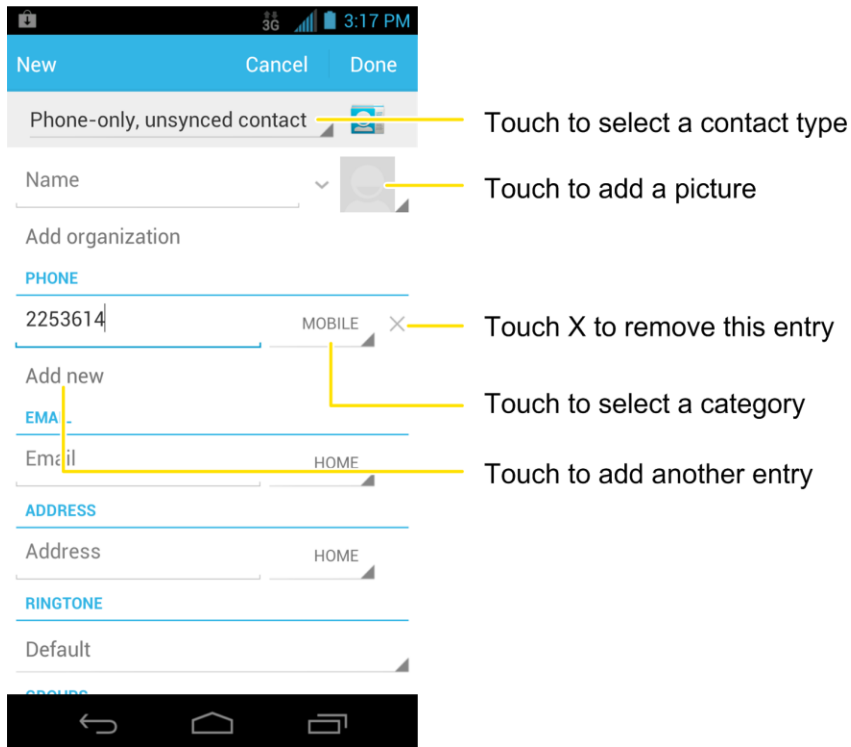 3G 3:17 PM
New Cancel Done
Phone-only, unsynced contact
Touch to select a contact type
Name
Touch to add a picture
Add organization
PHONE
2253614 MOBILE
Touch X to remove this entry
Add new
Touch to select a category
EMAIL
Email HOME
Touch to add another entry
ADDRESS
Address HOME
RINGTONE
Default
GROUPS